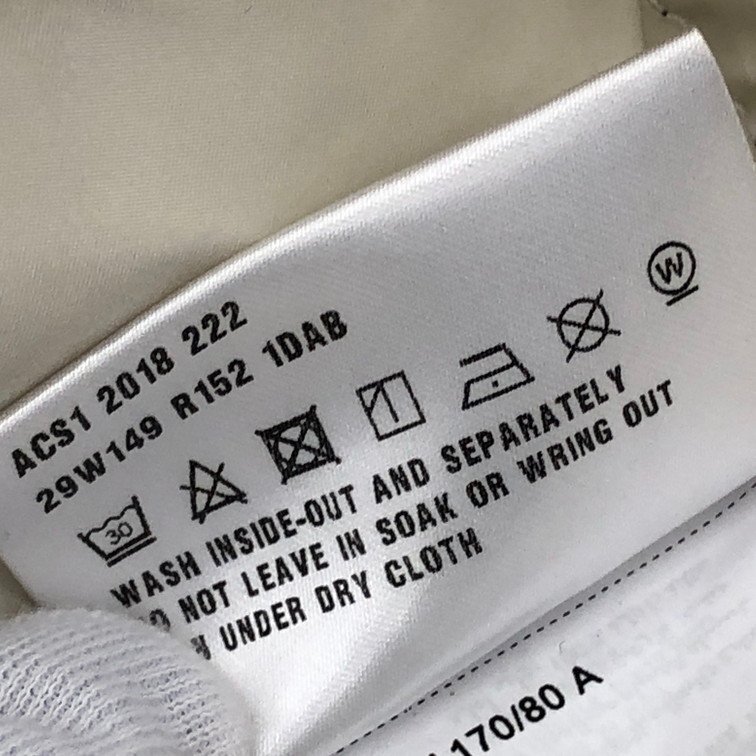 ACS1 2018 222
29W149 R152 1DAB
30
W
WASH INSIDE-OUT AND SEPARATELY
NOT LEAVE IN SOAK OR WRING OUT
UNDER DRY CLOTH
170/80 A